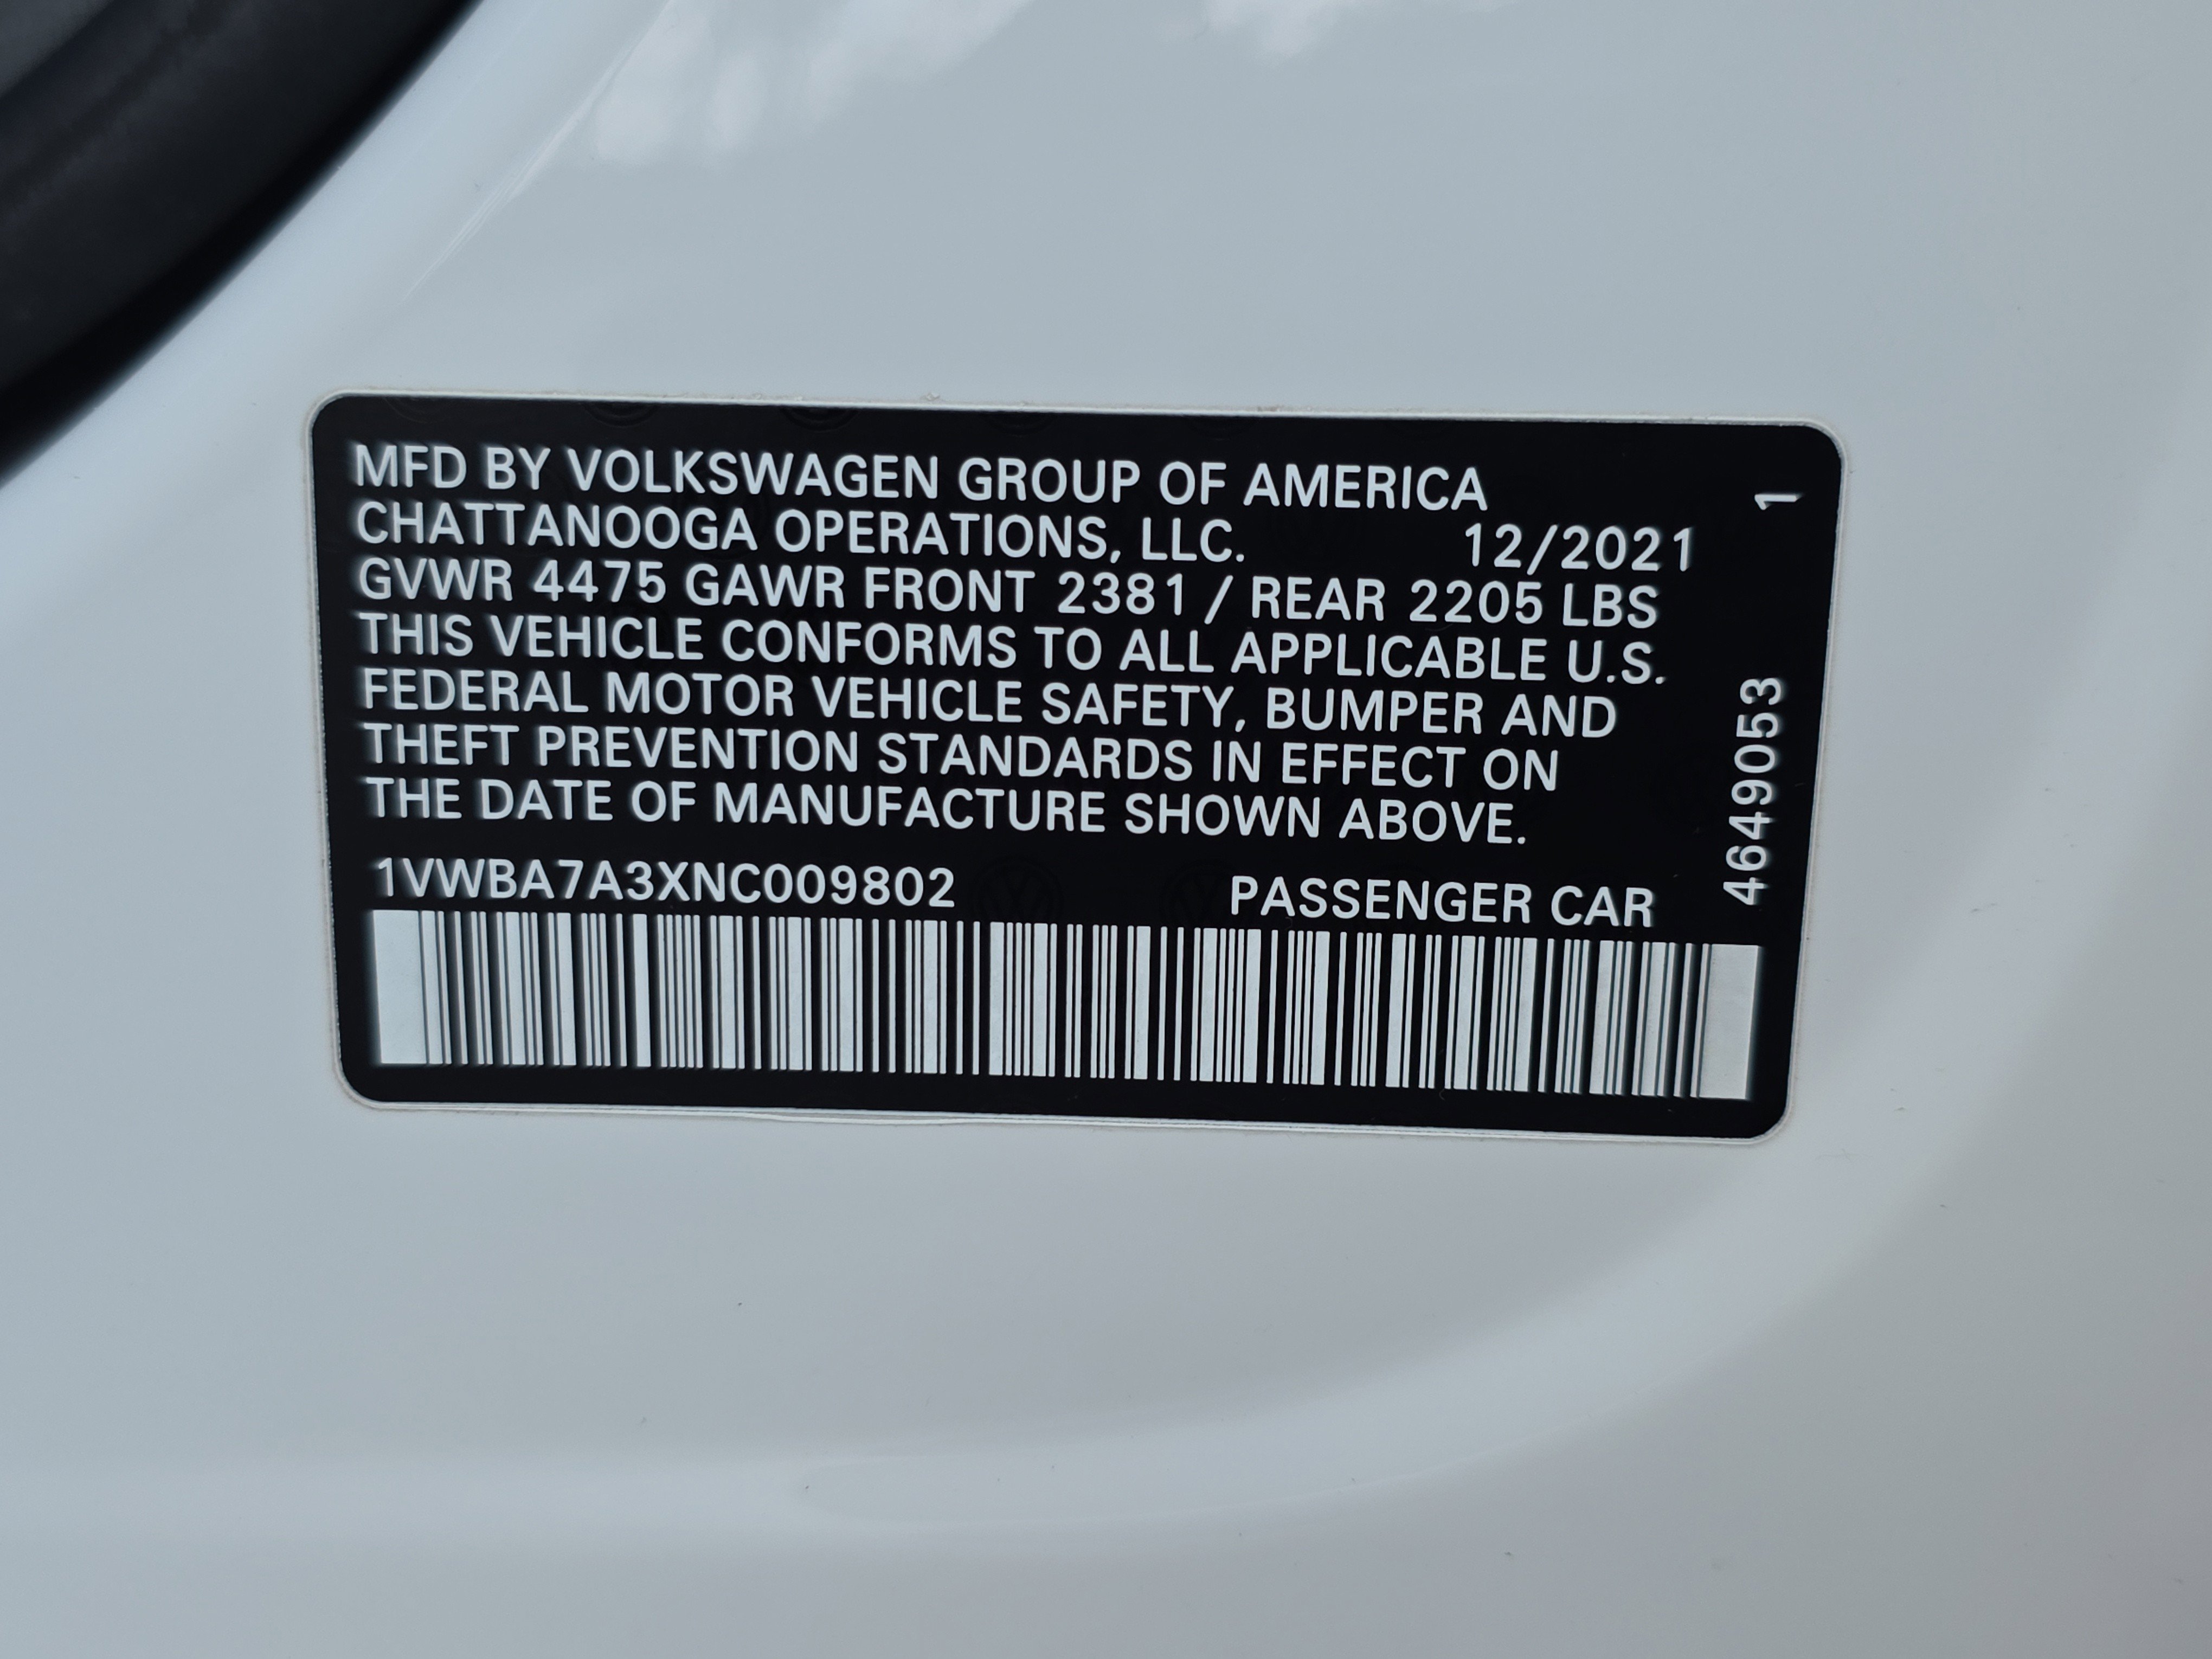 MFD BY VOLKSWAGEN GROUP OF AMERICA
CHATTANOOGA OPERATIONS, LLC. 12/2021
GVWR 4475 GAWR FRONT 2381 / REAR 2205 LBS
THIS VEHICLE CONFORMS TO ALL APPLICABLE U.S.
FEDERAL MOTOR VEHICLE SAFETY, BUMPER AND
THEFT PREVENTION STANDARDS IN EFFECT ON
THE DATE OF MANUFACTURE SHOWN ABOVE.
1VWBA7A3XNC009802 PASSENGER CAR
4649053 1